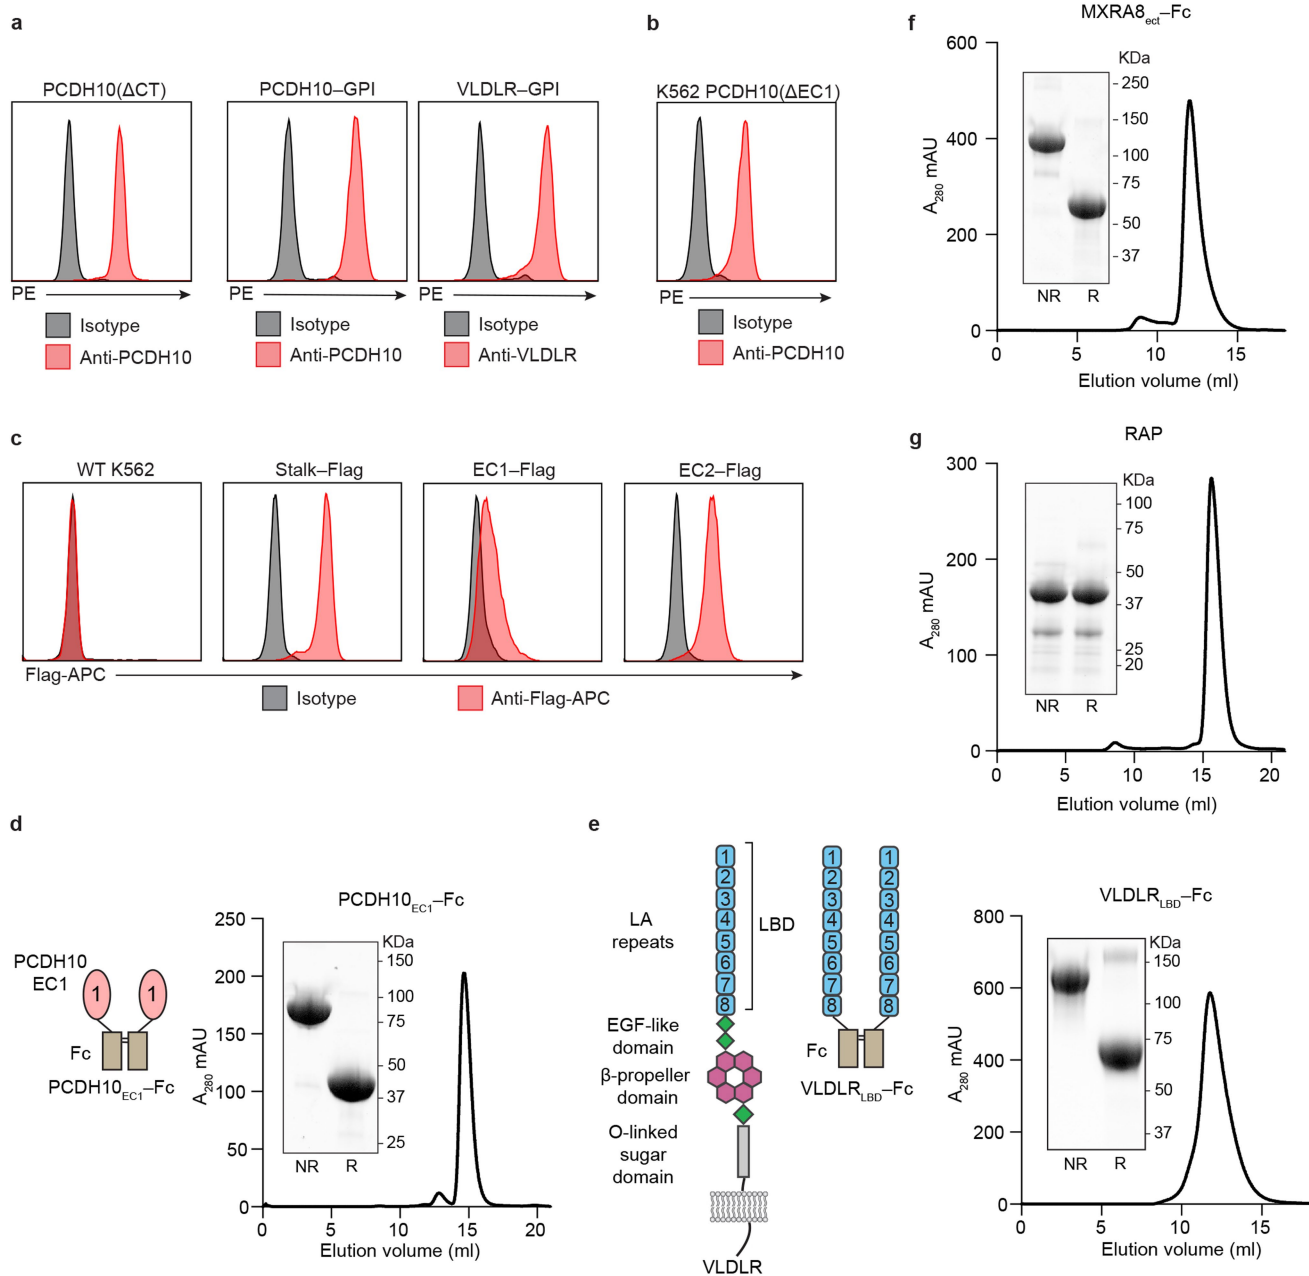 a
PCDH10(ΔCT)
PCDH10–GPI
VLDLR–GPI
PE
PE
PE
Isotype
Anti-PCDH10
Isotype
Anti-PCDH10
Isotype
Anti-VLDLR
b
K562 PCDH10(ΔEC1)
PE
Isotype
Anti-PCDH10
c
WT K562
Stalk–Flag
EC1–Flag
EC2–Flag
Flag-APC
Isotype
Anti-Flag-APC
d
PCDH10
EC1
1
1
Fc
PCDH10EC1–Fc
PCDH10EC1–Fc
250
200
150
100
50
0
A280 mAU
KDa
150
100
75
50
37
25
NR
R
0
5
10
15
20
Elution volume (ml)
e
LA
repeats
1
2
3
4
5
6
7
8
LBD
EGF-like
domain
β-propeller
domain
O-linked
sugar
domain
VLDLR
1
2
3
4
5
6
7
8
1
2
3
4
5
6
7
8
Fc
VLDLRLBD–Fc
VLDLRLBD–Fc
800
600
400
200
0
A280 mAU
KDa
150
100
75
50
37
NR
R
0
5
10
15
Elution volume (ml)
f
MXRA8ect–Fc
600
400
200
0
A280 mAU
KDa
250
150
100
75
50
37
NR
R
0
5
10
15
Elution volume (ml)
g
RAP
300
200
100
0
A280 mAU
KDa
100
75
50
37
25
20
NR
R
0
5
10
15
20
Elution volume (ml)